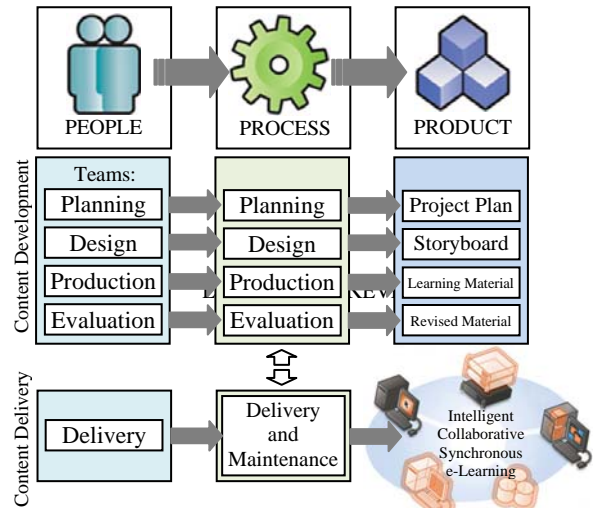 PEOPLE
PROCESS
PRODUCT
Content Development
Teams:
Planning
Planning
Project Plan
Design
Design
Storyboard
Production
Production
Learning Material
Evaluation
Evaluation
Revised Material
Content Delivery
Delivery
Delivery
and
Maintenance
Intelligent
Collaborative
Synchronous
e-Learning